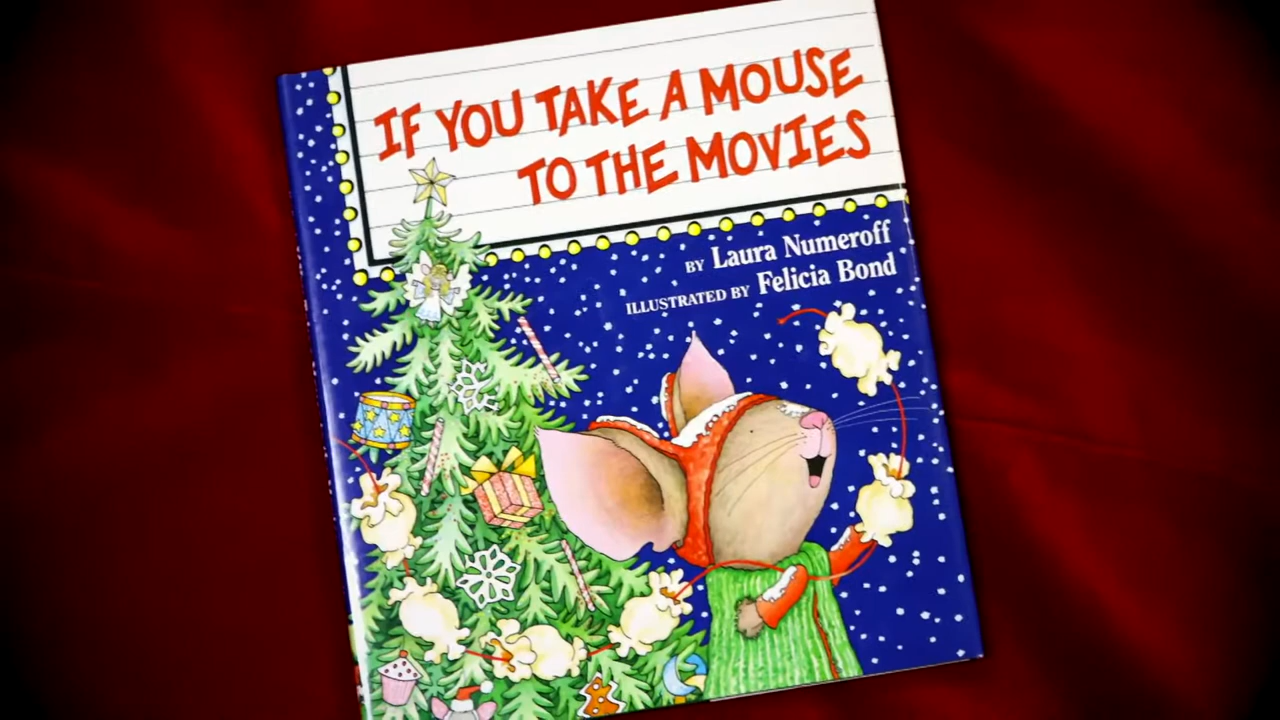 IF YOU TAKE A MOUSE
TO THE MOVIES
BY Laura Numeroff
ILLUSTRATED BY Felicia Bond